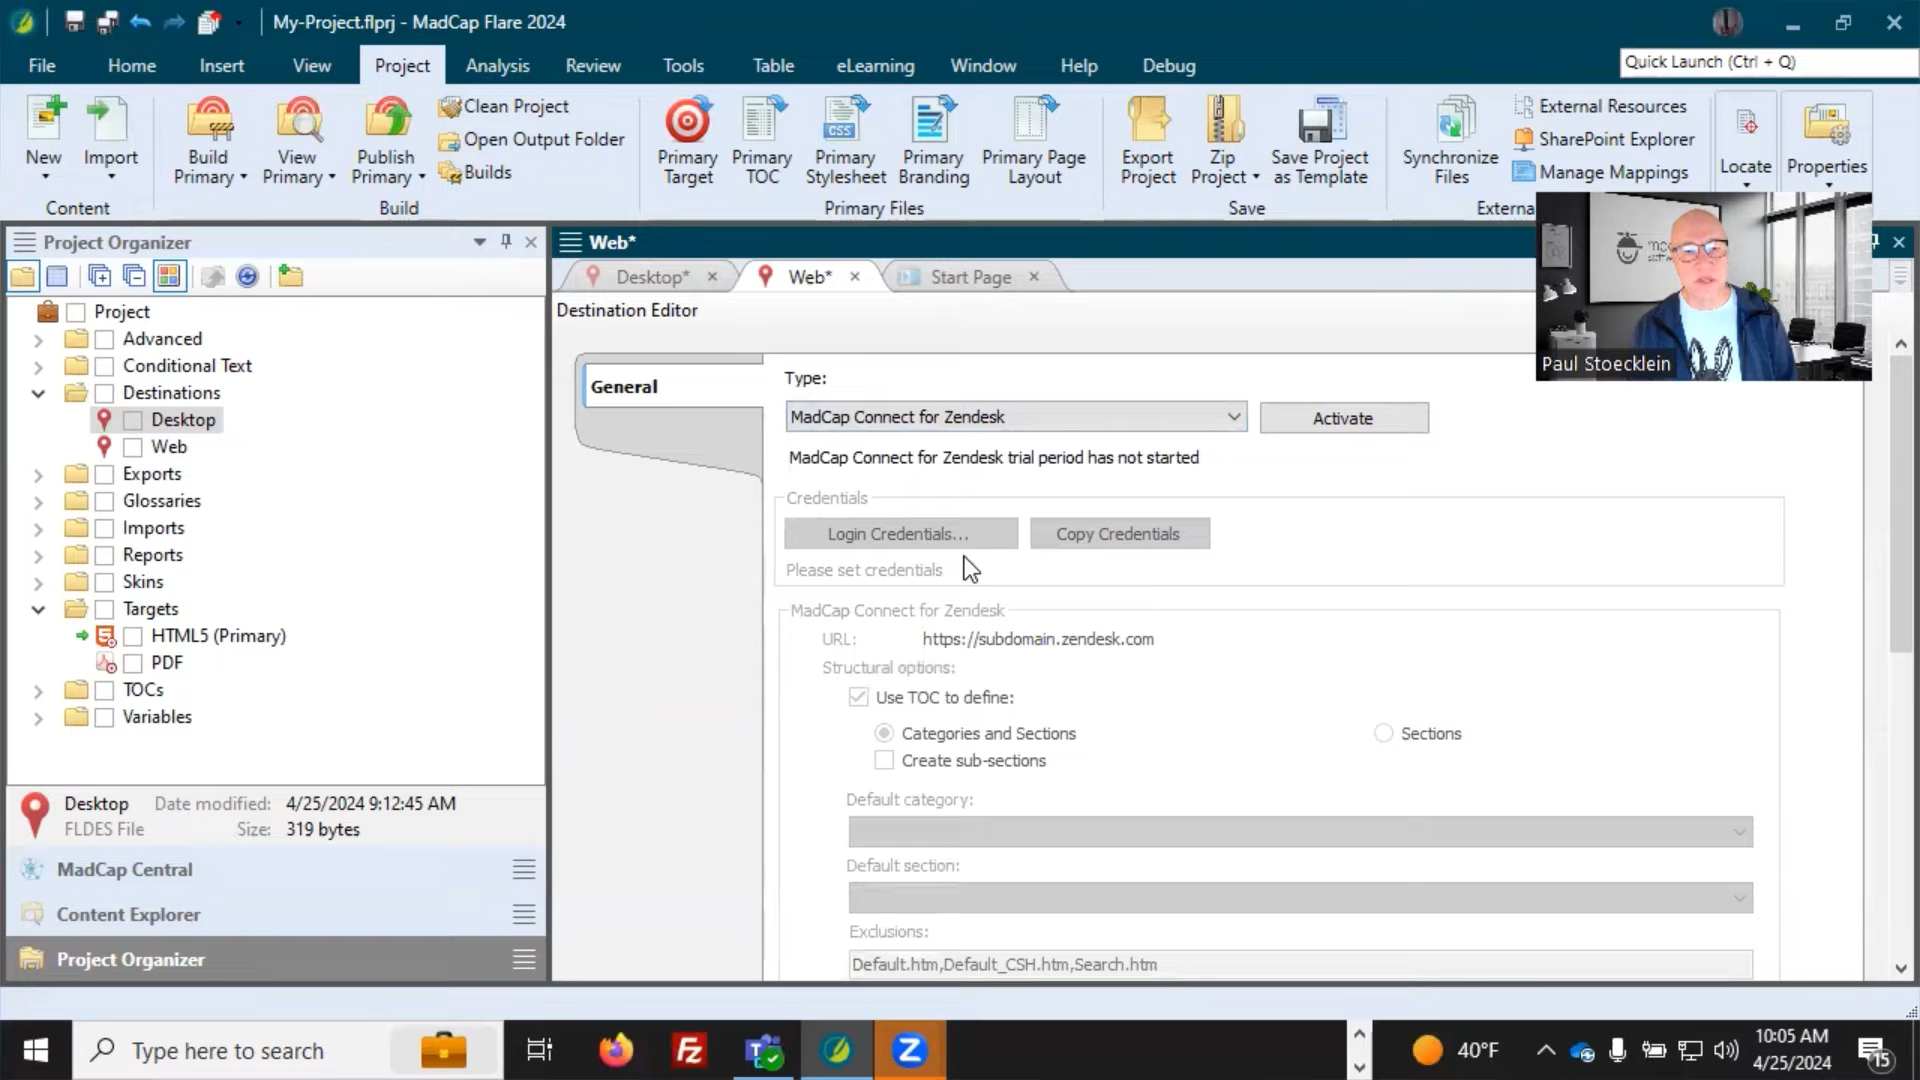 My-Project.flprj - MadCap Flare 2024
File Home Insert View Project Analysis Review Tools Table eLearning Window Help Debug
Quick Launch (Ctrl + Q)
New
Import
Content
Build Primary
View Primary
Publish Primary
Clean Project
Open Output Folder
Builds
Build
Primary Target
Primary TOC
CSS
Primary Stylesheet
Primary Branding
Primary Page Layout
Primary Files
Export Project
Zip Project
Save Project as Template
Save
Synchronize Files
External Resources
SharePoint Explorer
Manage Mappings
Externa
Locate
Properties
Project Organizer
Project
Advanced
Conditional Text
Destinations
Desktop
Web
Exports
Glossaries
Imports
Reports
Skins
Targets
HTML5 (Primary)
PDF
TOCs
Variables
Desktop Date modified: 4/25/2024 9:12:45 AM
FLDES File Size: 319 bytes
MadCap Central
Content Explorer
Project Organizer
Web*
Desktop* Web* Start Page
Destination Editor
General
Type:
MadCap Connect for Zendesk
Activate
MadCap Connect for Zendesk trial period has not started
Credentials
Login Credentials...
Copy Credentials
Please set credentials
MadCap Connect for Zendesk
URL: https://subdomain.zendesk.com
Structural options:
Use TOC to define:
Categories and Sections
Sections
Create sub-sections
Default category:
Default section:
Exclusions:
Default.htm,Default_CSH.htm,Search.htm
Paul Stoecklein
Type here to search
Fz
Z
40°F
10:05 AM
4/25/2024
15